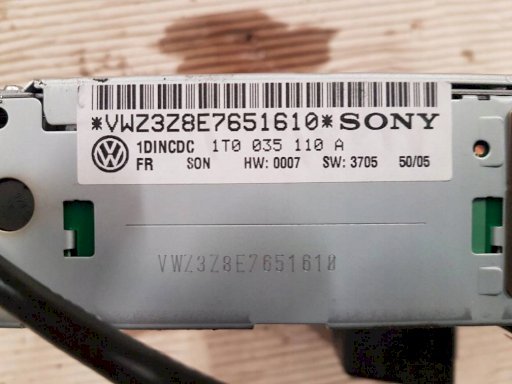 *VWZ3Z8E7651610* SONY
1DINCDC 1T0 035 110 A
FR SON HW: 0007 SW: 3705 50/05
VWZ3Z8E7651610